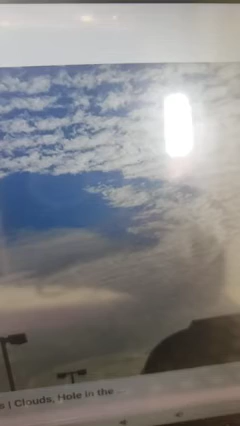 s | Clouds, Hole in the ...